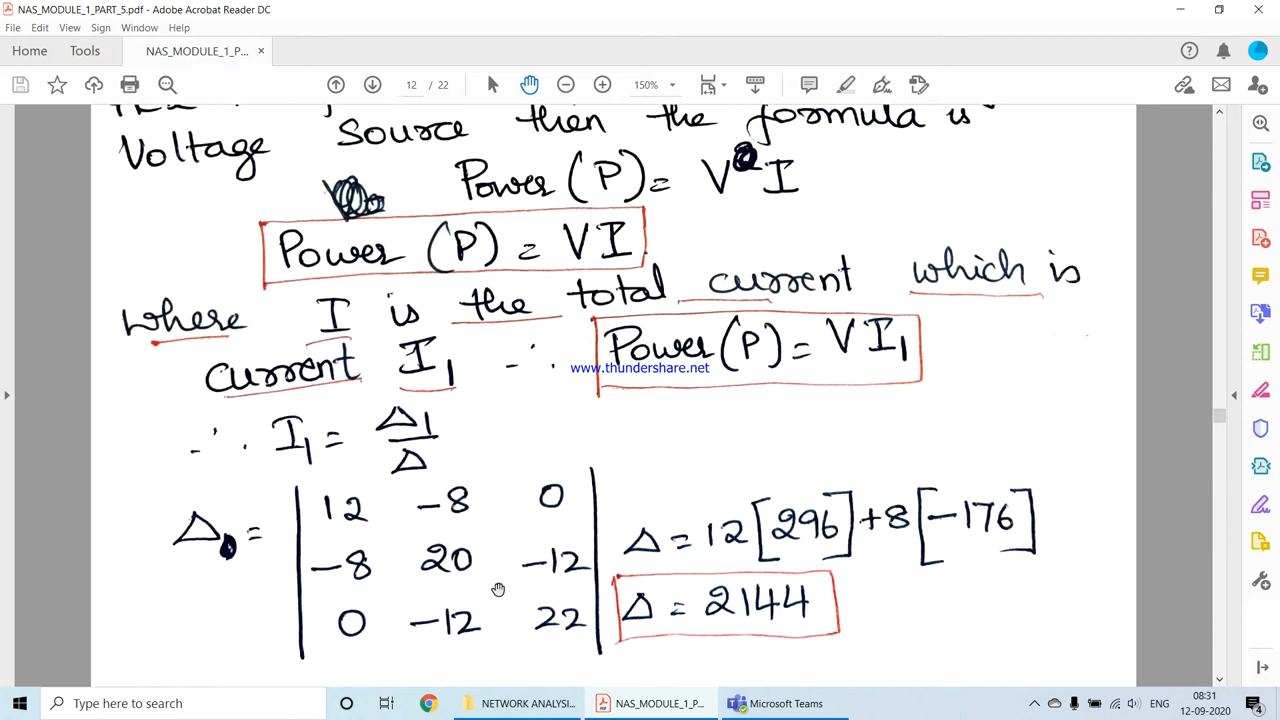 NAS_MODULE_1_PART_5.pdf - Adobe Acrobat Reader DC
File Edit View Sign Window Help
Home Tools NAS_MODULE_1_P... ×
12 / 22 150%
Source then the formula is
Voltage
Power (P) = V I
Power (P) = VI
where I is the total current which is
current I₁ ∴ Power (P) = VI₁
www.thundershare.net
∴ I₁ = Δ1 / Δ
Δ = | 12 -8 0 |
| -8 20 -12 |
| 0 -12 22 |
Δ = 12 [296] + 8 [-176]
Δ = 2144
Type here to search
NETWORK ANALYSI...
NAS_MODULE_1_P...
Microsoft Teams
08:31
12-09-2020
4